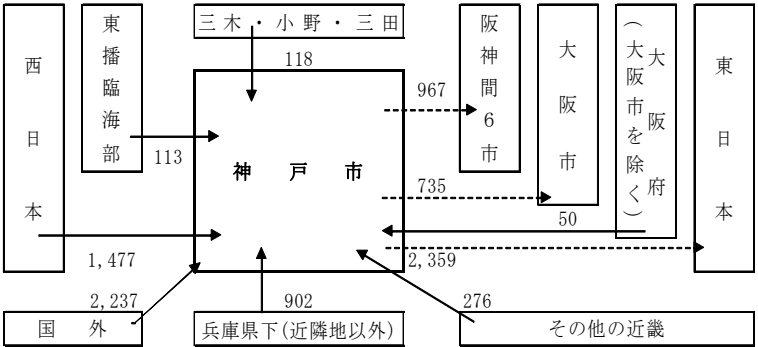 三木・小野・三田
118
西日本
東播臨海部
113
神戸市
阪神間6市
967
大阪市
735
大阪府
(大阪市を除く)
50
東日本
2,359
1,477
2,237
902
276
国外
兵庫県下(近隣地以外)
その他の近畿